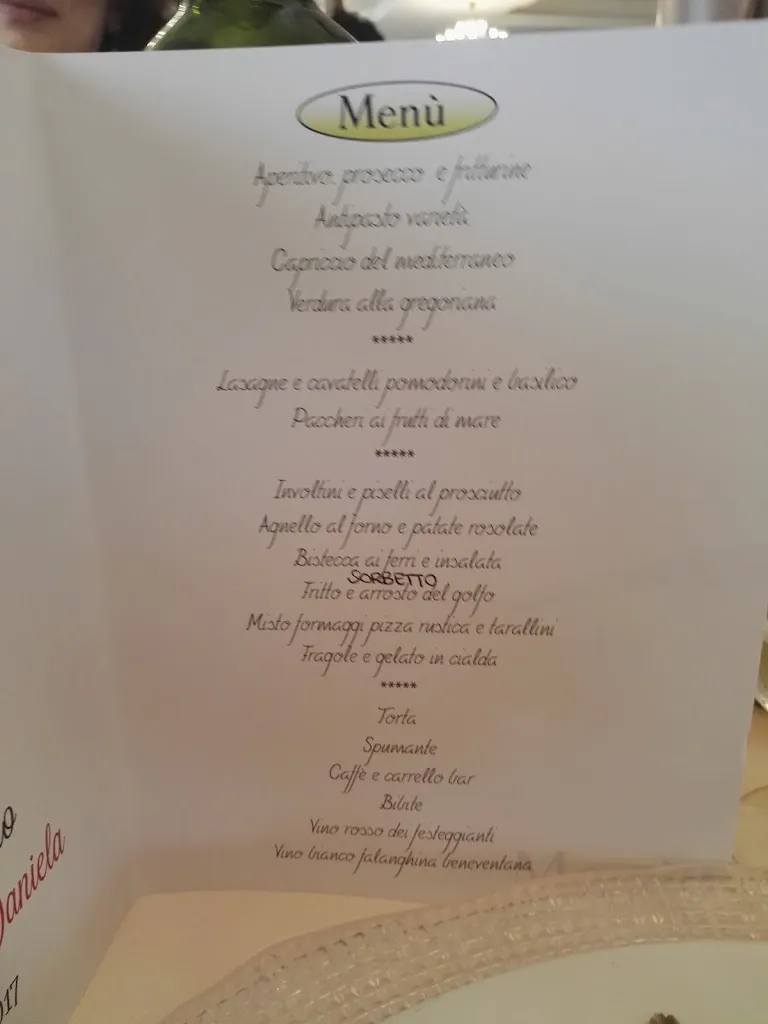 Menù
Aperitivo, prosecco e fritturine
Antipasto varietà
Capriccio del mediterraneo
Verdura alla gregoriana
*****
Lasagne e cavatelli pomodorini e basilico
Paccheri ai frutti di mare
*****
Involtini e piselli al prosciutto
Agnello al forno e patate rosolate
Bistecca ai ferri e insalata
SORBETTO
Fritto e arrosto del golfo
Misto formaggi pizza rustica e tarallini
Fragole e gelato in cialda
*****
Torta
Spumante
Caffè e carrello bar
Bibite
Vino rosso dei festeggianti
Vino bianco falanghina beneventana
o
Daniela
017